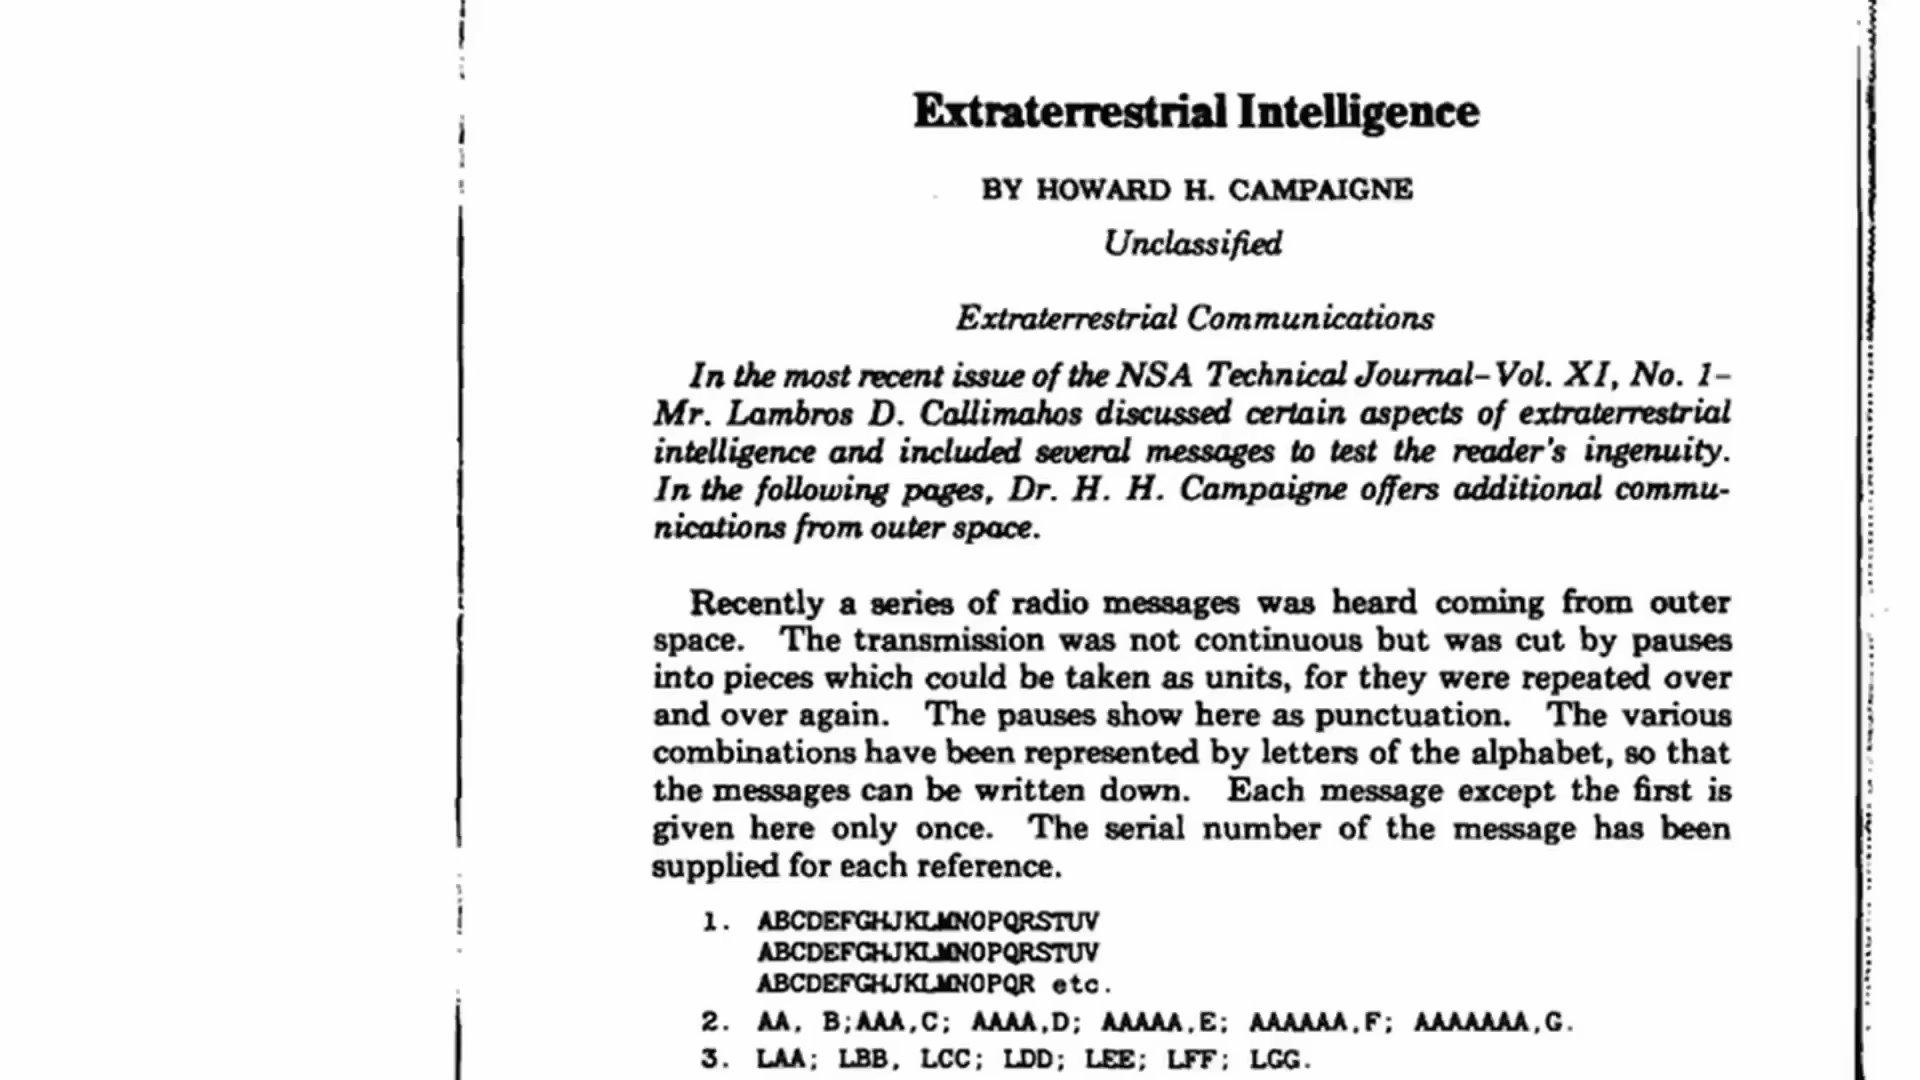 Extraterrestrial Intelligence
BY HOWARD H. CAMPAIGNE
Unclassified
Extraterrestrial Communications
In the most recent issue of the NSA Technical Journal–Vol. XI, No. 1–
Mr. Lambros D. Callimahos discussed certain aspects of extraterrestrial
intelligence and included several messages to test the reader's ingenuity.
In the following pages, Dr. H. H. Campaigne offers additional commu-
nications from outer space.
Recently a series of radio messages was heard coming from outer
space. The transmission was not continuous but was cut by pauses
into pieces which could be taken as units, for they were repeated over
and over again. The pauses show here as punctuation. The various
combinations have been represented by letters of the alphabet, so that
the messages can be written down. Each message except the first is
given here only once. The serial number of the message has been
supplied for each reference.
1. ABCDEFGHJKLMNOPQRSTUV
ABCDEFGHJKLMNOPQRSTUV
ABCDEFGHJKLMNOPQR etc.
2. AA, B;AAA,C; AAAA,D; AAAAA,E; AAAAAA,F; AAAAAAA,G.
3. LAA; LBB, LCC; LDD; LEE; LFF; LGG.